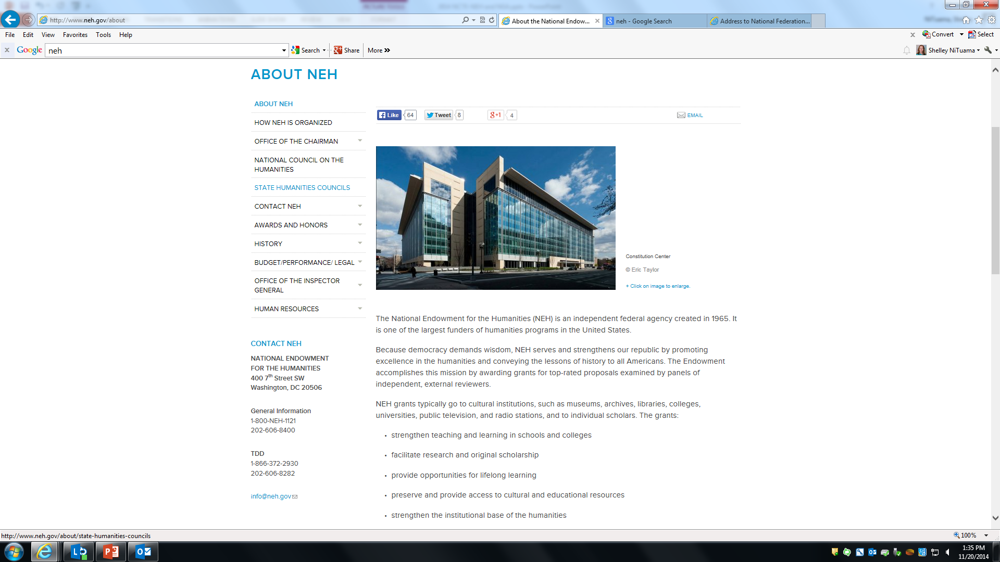 http://www.neh.gov/about
About the National Endow...
neh - Google Search
Address to National Federation...
File Edit View Favorites Tools Help
Convert Select
Google neh Search Share More »
Shelley NiTuama
ABOUT NEH
ABOUT NEH
HOW NEH IS ORGANIZED
OFFICE OF THE CHAIRMAN
NATIONAL COUNCIL ON THE
HUMANITIES
STATE HUMANITIES COUNCILS
CONTACT NEH
AWARDS AND HONORS
HISTORY
BUDGET/PERFORMANCE/ LEGAL
OFFICE OF THE INSPECTOR
GENERAL
HUMAN RESOURCES
CONTACT NEH
NATIONAL ENDOWMENT
FOR THE HUMANITIES
400 7th Street SW
Washington, DC 20506
General Information
1-800-NEH-1121
202-606-8400
TDD
1-866-372-2930
202-606-8282
info@neh.gov
Like 64 Tweet 8 g+1 4 EMAIL
Constitution Center
© Eric Taylor
+ Click on image to enlarge.
The National Endowment for the Humanities (NEH) is an independent federal agency created in 1965. It
is one of the largest funders of humanities programs in the United States.
Because democracy demands wisdom, NEH serves and strengthens our republic by promoting
excellence in the humanities and conveying the lessons of history to all Americans. The Endowment
accomplishes this mission by awarding grants for top-rated proposals examined by panels of
independent, external reviewers.
NEH grants typically go to cultural institutions, such as museums, archives, libraries, colleges,
universities, public television, and radio stations, and to individual scholars. The grants:
• strengthen teaching and learning in schools and colleges
• facilitate research and original scholarship
• provide opportunities for lifelong learning
• preserve and provide access to cultural and educational resources
• strengthen the institutional base of the humanities
http://www.neh.gov/about/state-humanities-councils
100%
1:35 PM
11/20/2014